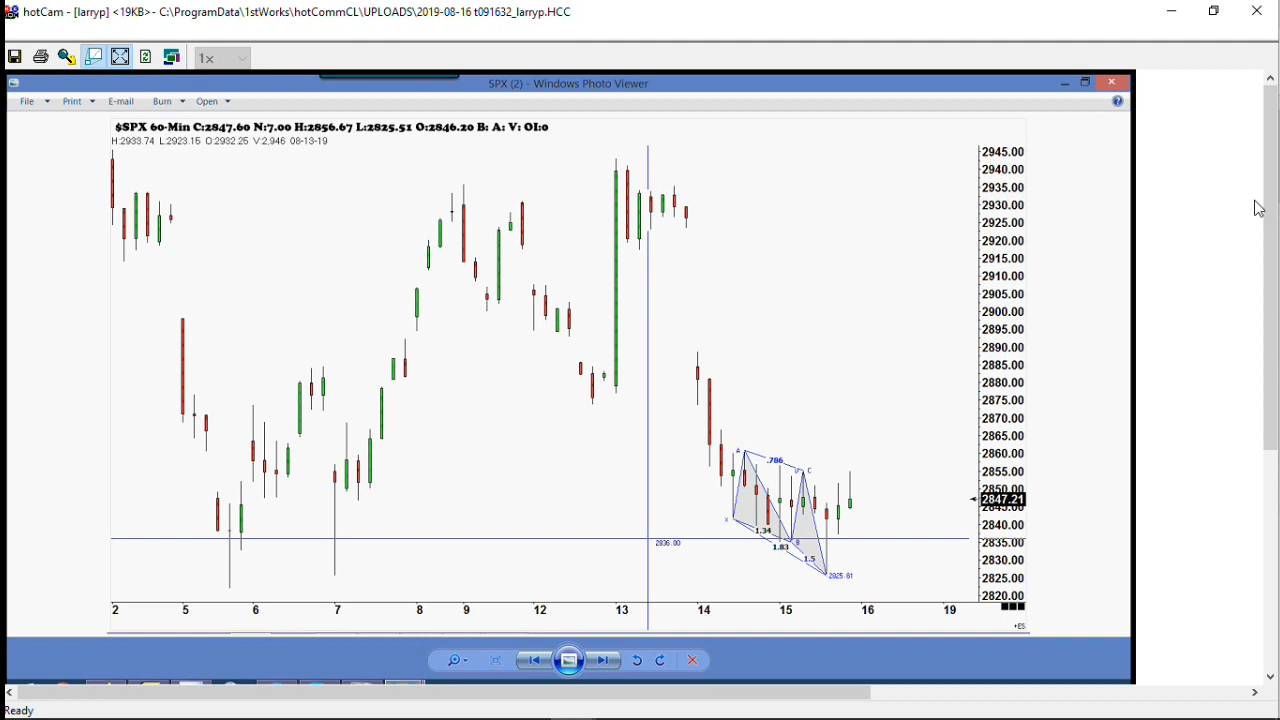 hotCam - [larryp] <19KB>- C:\ProgramData\1stWorks\hotCommCL\UPLOADS\2019-08-16 t091632_larryp.HCC
1x
SPX (2) - Windows Photo Viewer
File Print E-mail Burn Open
$SPX 60-Min C:2847.60 N:7.00 H:2856.67 L:2825.51 O:2846.20 B: A: V: OI:0
H:2933.74 L:2923.15 O:2932.25 V:2,946 08-13-19
2945.00
2940.00
2935.00
2930.00
2925.00
2920.00
2915.00
2910.00
2905.00
2900.00
2895.00
2890.00
2885.00
2880.00
2875.00
2870.00
2865.00
2860.00
2855.00
2850.00
2847.21
2845.00
2840.00
2835.00
2830.00
2825.00
2820.00
A
.786
C
X
1.34
B
1.83
1.5
2836.00
2825.61
2 5 6 7 8 9 12 13 14 15 16 19
+ES
Ready